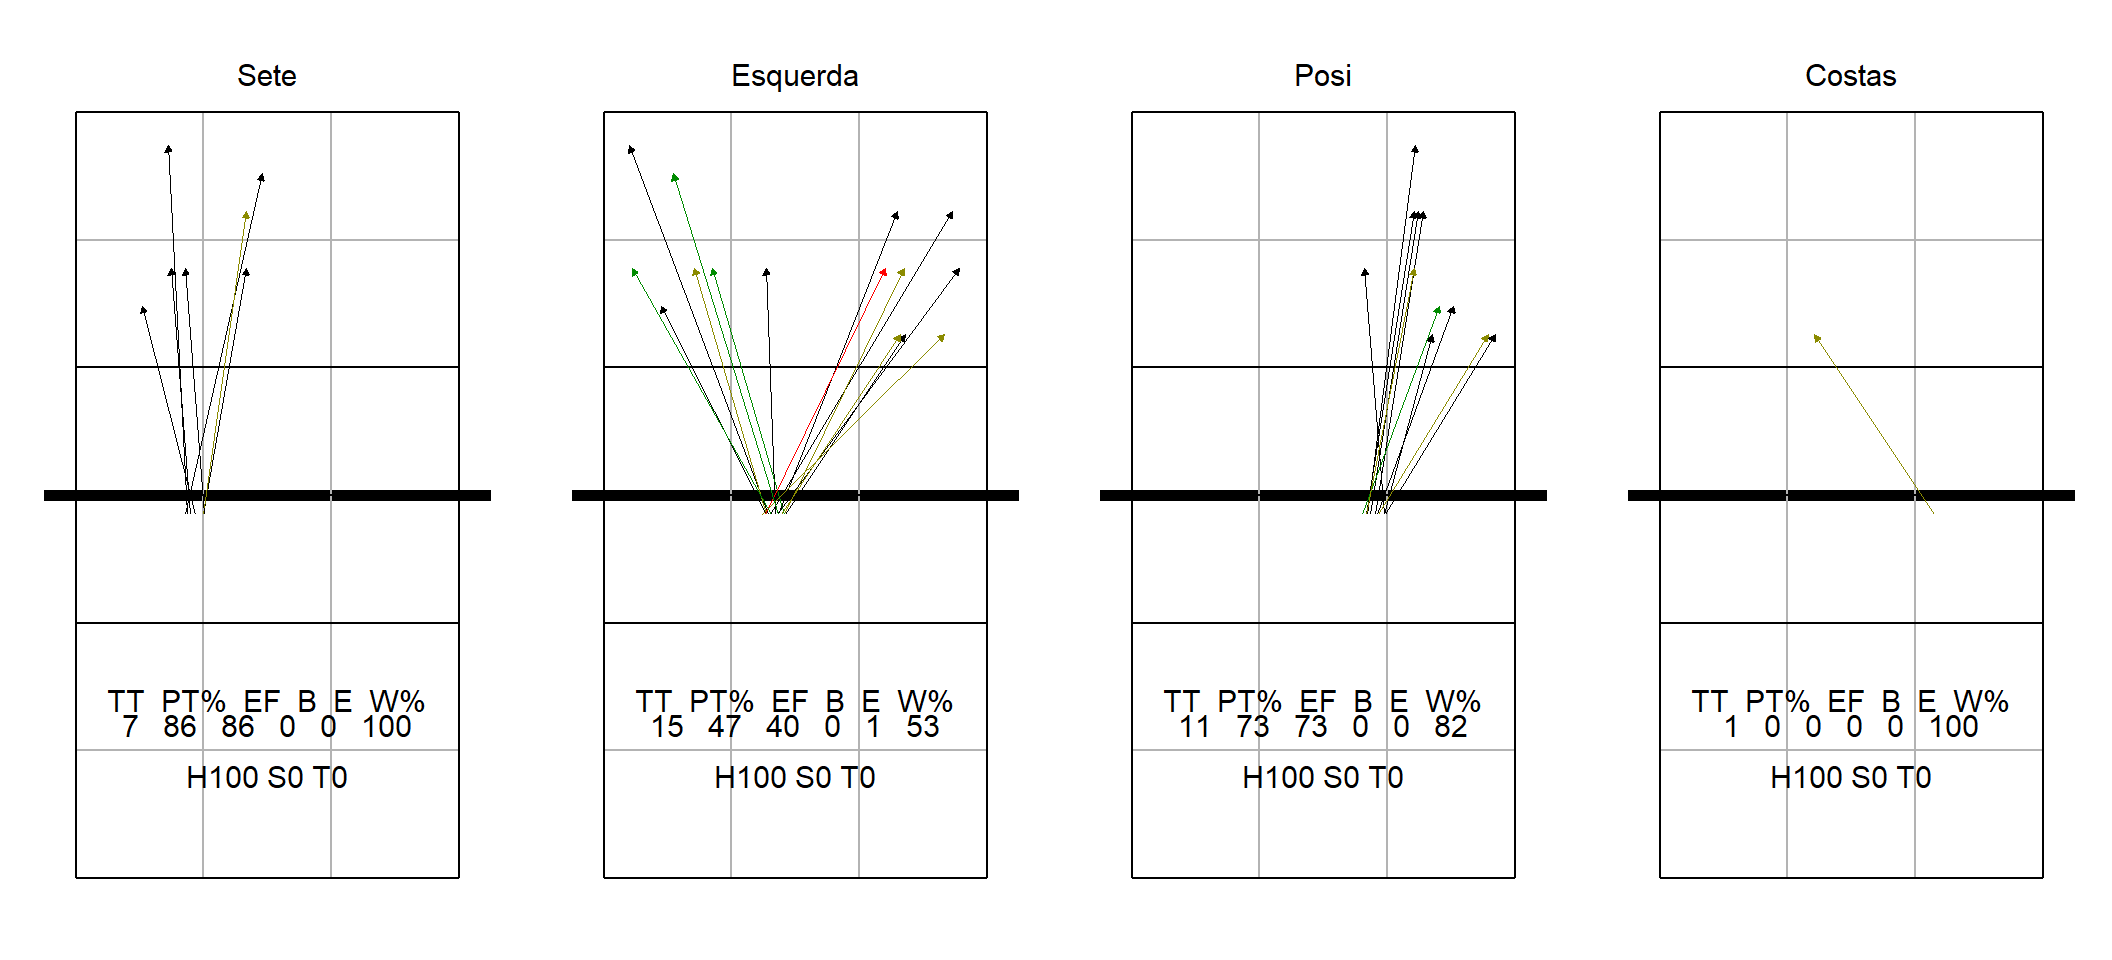 Sete
TT PT% EF B E W%
7 86 86 0 0 100
H100 S0 T0
Esquerda
TT PT% EF B E W%
15 47 40 0 1 53
H100 S0 T0
Posi
TT PT% EF B E W%
11 73 73 0 0 82
H100 S0 T0
Costas
TT PT% EF B E W%
1 0 0 0 0 100
H100 S0 T0